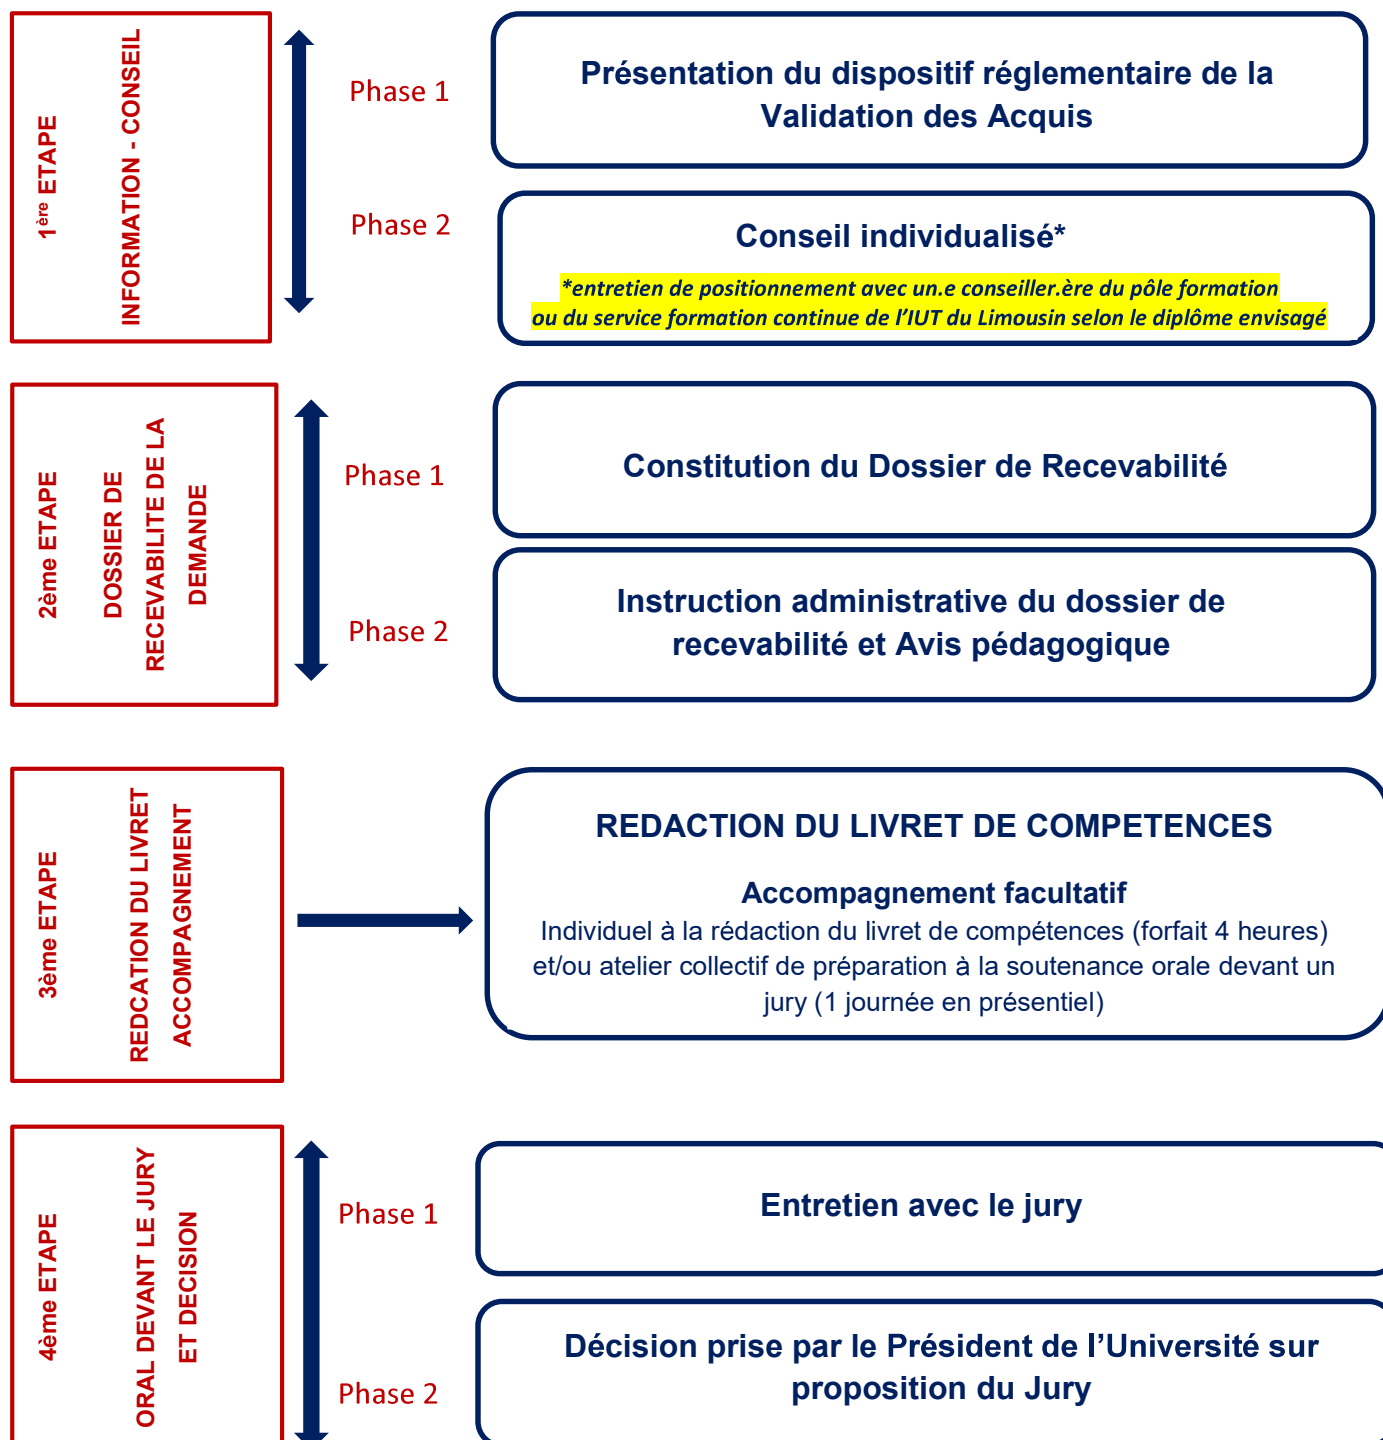 1ère ETAPE
INFORMATION - CONSEIL
Phase 1
Présentation du dispositif réglementaire de la
Validation des Acquis
Phase 2
Conseil individualisé*
*entretien de positionnement avec un.e conseiller.ère du pôle formation
ou du service formation continue de l’IUT du Limousin selon le diplôme envisagé
2ème ETAPE
DOSSIER DE
RECEVABILITE DE LA
DEMANDE
Phase 1
Constitution du Dossier de Recevabilité
Phase 2
Instruction administrative du dossier de
recevabilité et Avis pédagogique
3ème ETAPE
REDCATION DU LIVRET
ACCOMPAGNEMENT
REDACTION DU LIVRET DE COMPETENCES
Accompagnement facultatif
Individuel à la rédaction du livret de compétences (forfait 4 heures)
et/ou atelier collectif de préparation à la soutenance orale devant un
jury (1 journée en présentiel)
4ème ETAPE
ORAL DEVANT LE JURY
ET DECISION
Phase 1
Entretien avec le jury
Phase 2
Décision prise par le Président de l’Université sur
proposition du Jury